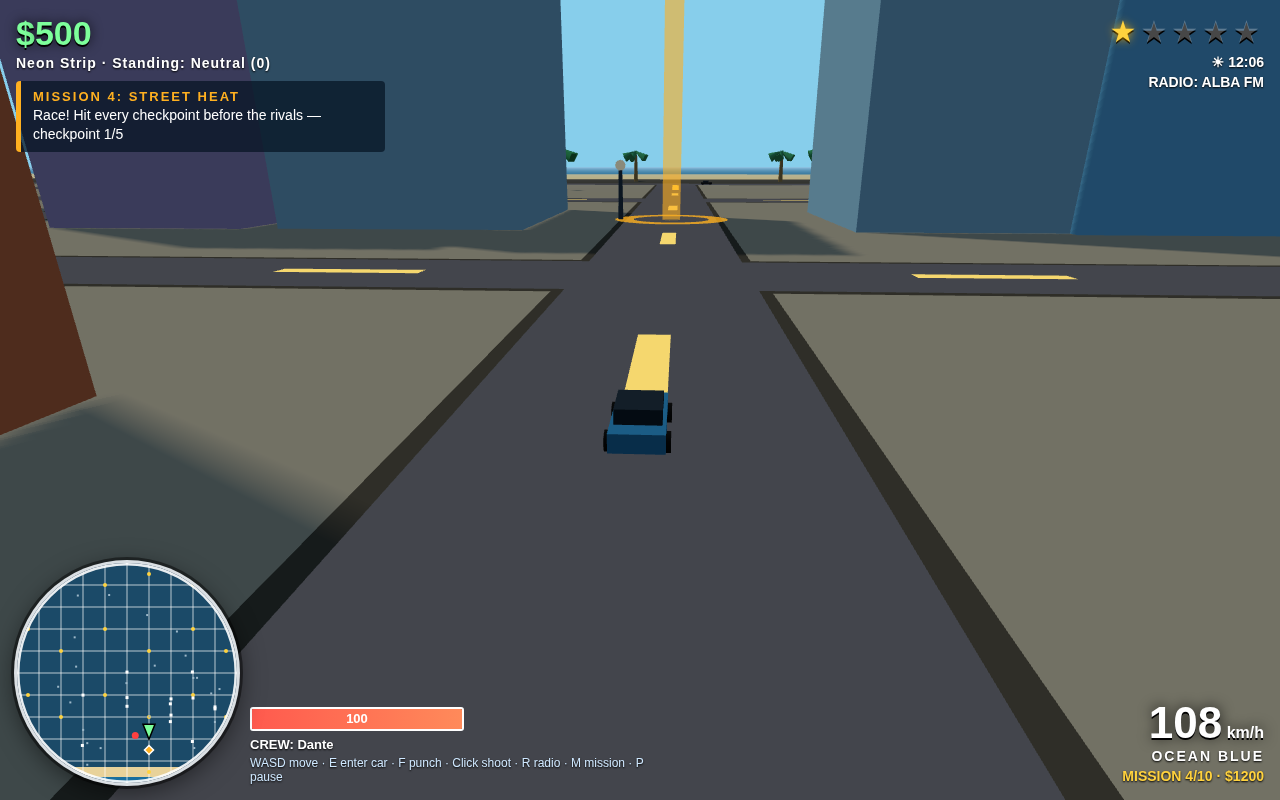 $500
Neon Strip · Standing: Neutral (0)
MISSION 4: STREET HEAT
Race! Hit every checkpoint before the rivals —
checkpoint 1/5
☀ 12:06
RADIO: ALBA FM
100
CREW: Dante
WASD move · E enter car · F punch · Click shoot · R radio · M mission · P
pause
108 km/h
OCEAN BLUE
MISSION 4/10 · $1200